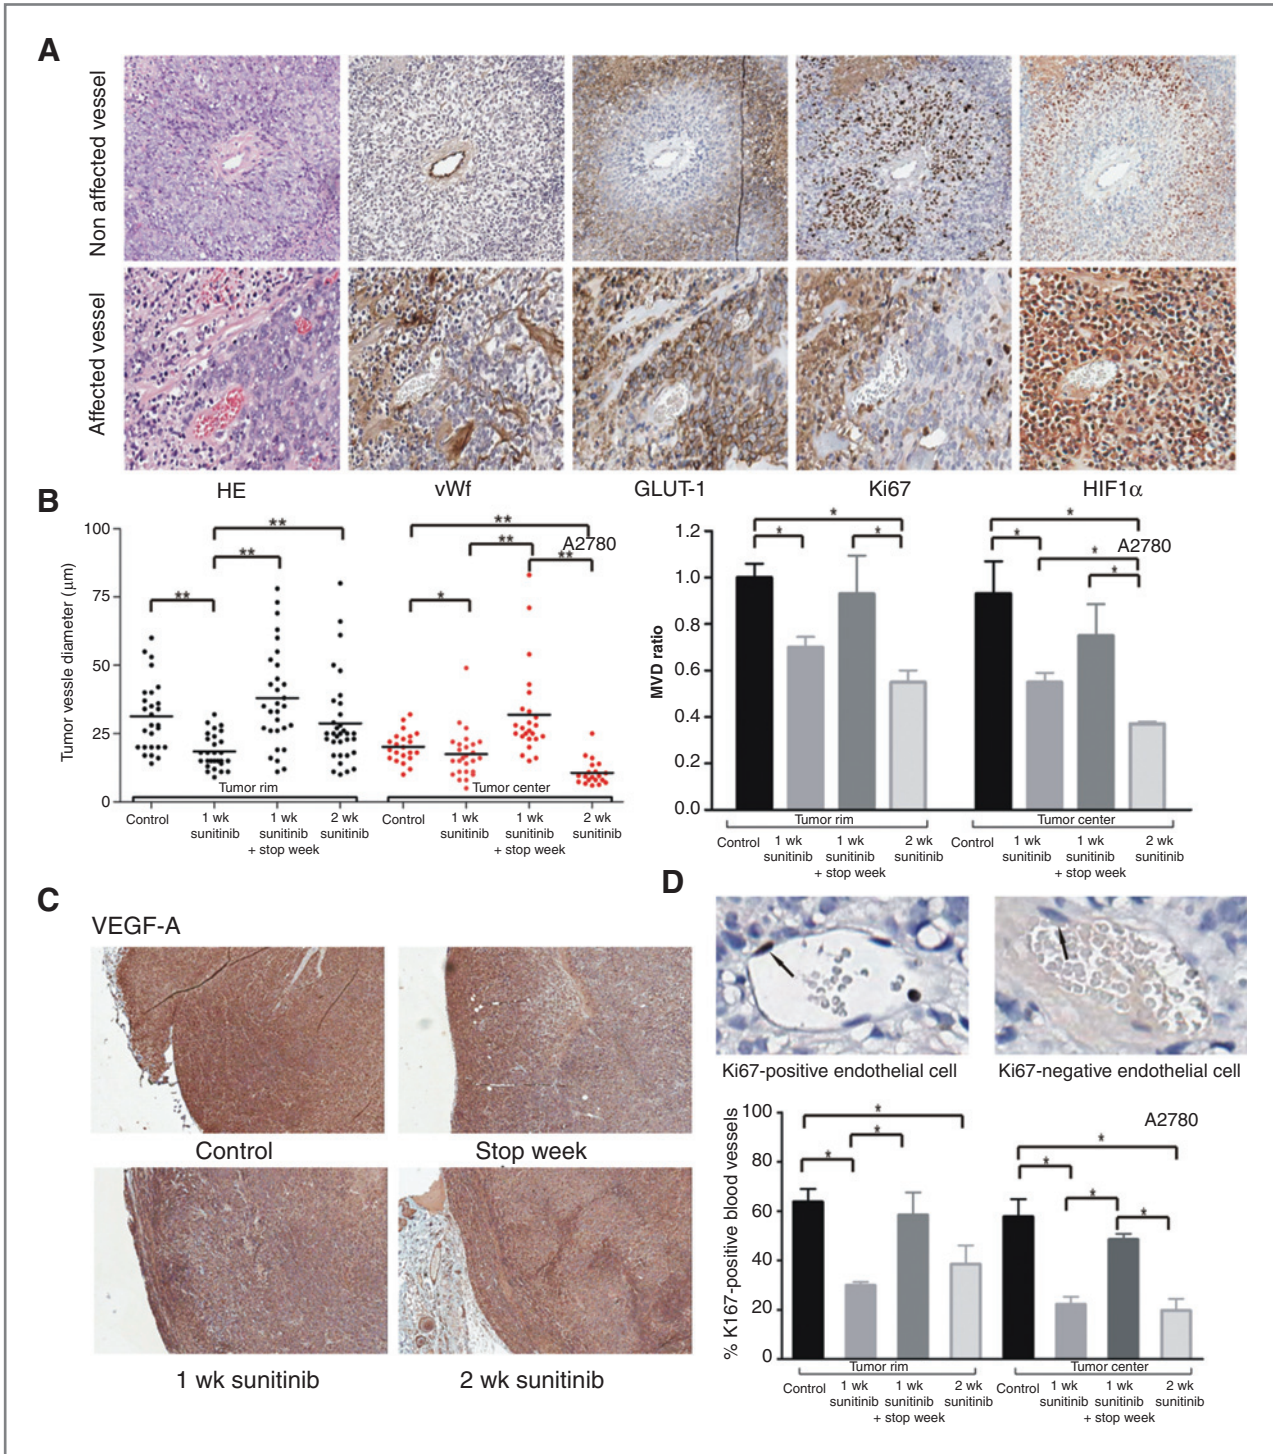 A
Non affected vessel
Affected vessel
HE
vWf
GLUT-1
Ki67
HIF1α
B
Tumor vessle diameter (μm)
100
75
50
25
0
**
**
**
**
**
**
*
A2780
Tumor rim
Tumor center
Control
1 wk
sunitinib
1 wk
sunitinib
+ stop week
2 wk
sunitinib
Control
1 wk
sunitinib
1 wk
sunitinib
+ stop week
2 wk
sunitinib
MVD ratio
1.2
1.0
0.8
0.6
0.4
0.2
0.0
*
*
*
*
*
*
*
A2780
Tumor rim
Tumor center
Control
1 wk
sunitinib
1 wk
sunitinib
+ stop week
2 wk
sunitinib
Control
1 wk
sunitinib
1 wk
sunitinib
+ stop week
2 wk
sunitinib
C
VEGF-A
Control
Stop week
1 wk sunitinib
2 wk sunitinib
D
Ki67-positive endothelial cell
Ki67-negative endothelial cell
% K167-positive blood vessels
100
80
60
40
20
0
*
*
*
*
*
*
*
A2780
Tumor rim
Tumor center
Control
1 wk
sunitinib
1 wk
sunitinib
+ stop week
2 wk
sunitinib
Control
1 wk
sunitinib
1 wk
sunitinib
+ stop week
2 wk
sunitinib